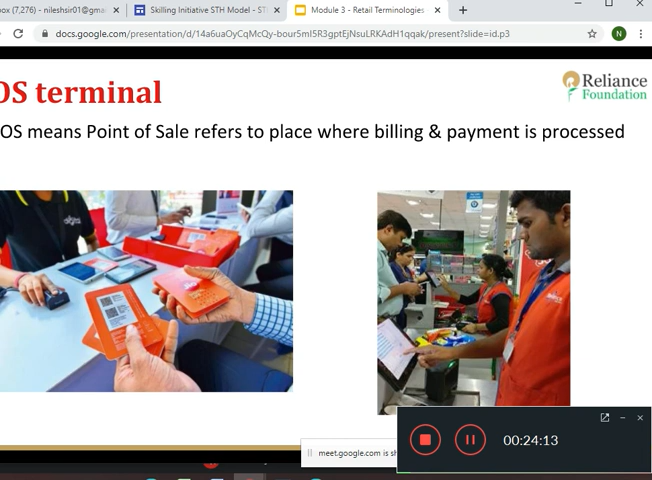 box (7,276) - nileshsir01@gma
Skilling Initiative STH Model - ST
Module 3 - Retail Terminologies
docs.google.com/presentation/d/14a6uaOyCqMcQy-bour5mI5R3gptEjNsuLRKAdH1qqak/present?slide=id.p3
N
OS terminal
Reliance
Foundation
OS means Point of Sale refers to place where billing & payment is processed
meet.google.com is sh
00:24:13